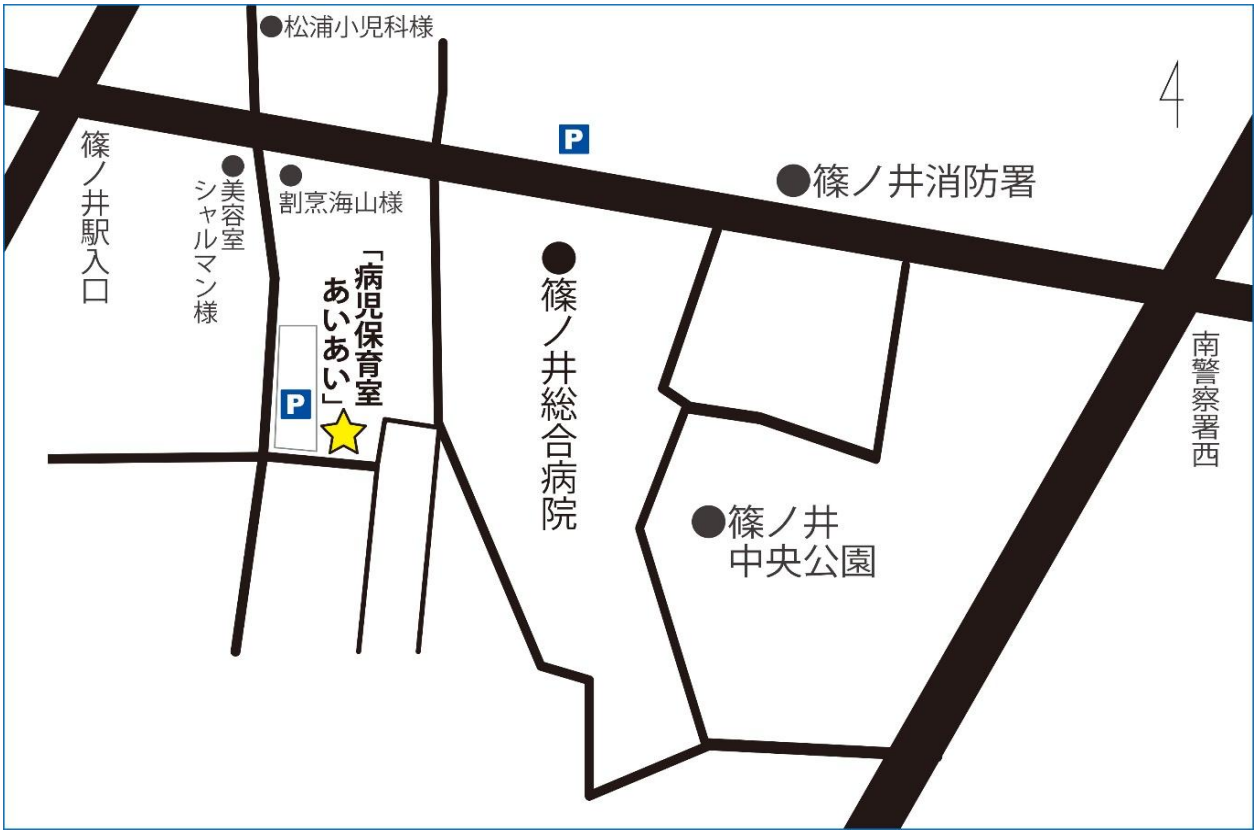 松浦小児科様
P
篠ノ井消防署
篠ノ井駅入口
美容室
シャルマン様
割烹海山様
「病児保育室
あいあい」
P
篠ノ井総合病院
南警察署西
篠ノ井
中央公園